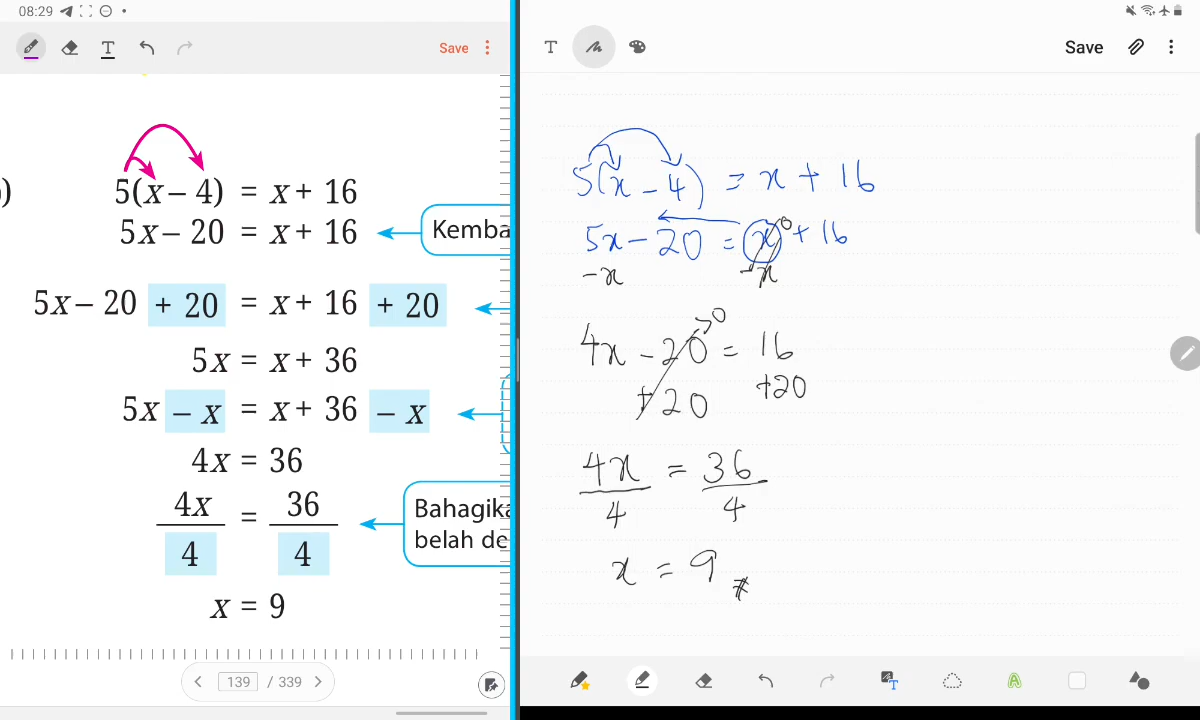 08:29
T
Save
)
5(x – 4) = x + 16
5x – 20 = x + 16
Kemba
5x – 20 + 20 = x + 16 + 20
5x = x + 36
5x – x = x + 36 – x
4x = 36
4x/4 = 36/4
Bahagika
belah de
x = 9
139 / 339
T
Save
5(x – 4) = x + 16
5x – 20 = x 0 + 16
–x –x
4x – 20 0 = 16
+20 +20
4x/4 = 36/4
x = 9
T
A